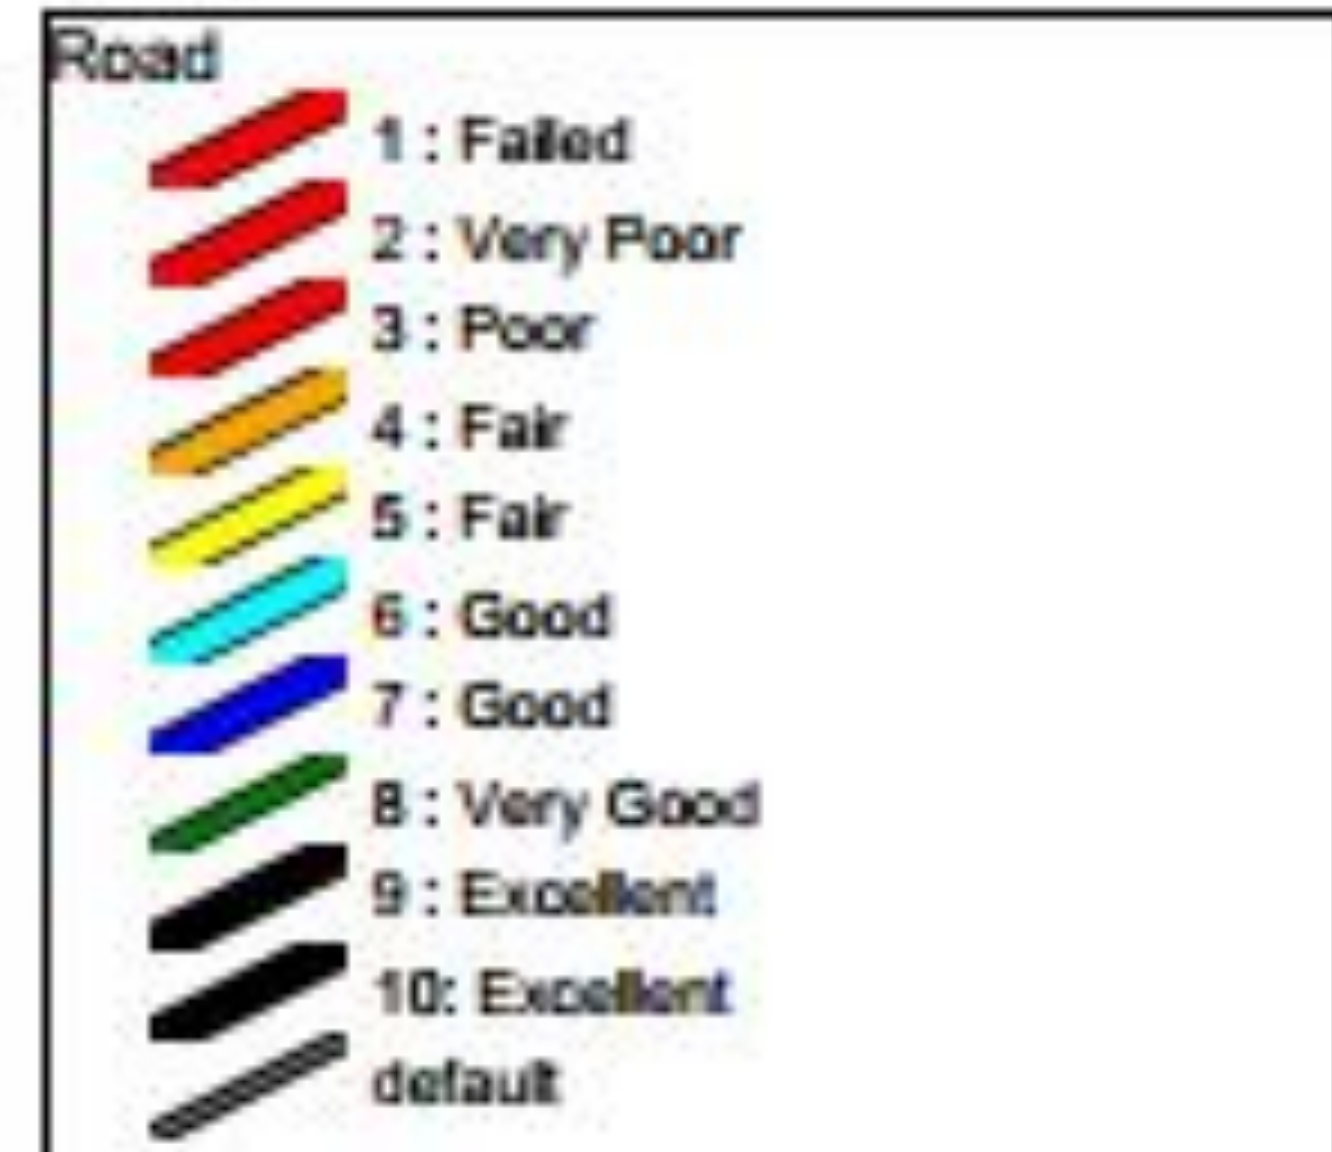 Road
1 : Failed
2 : Very Poor
3 : Poor
4 : Fair
5 : Fair
6 : Good
7 : Good
8 : Very Good
9 : Excellent
10: Excellent
default